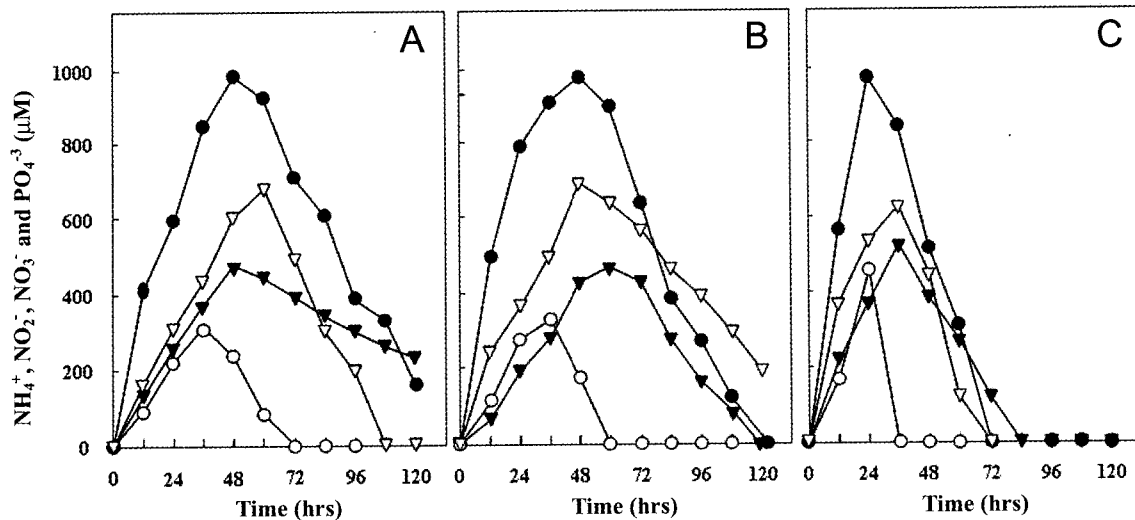 A B C
NH₄⁺, NO₂⁻, NO₃⁻ and PO₄⁻³ (µM)
1000
800
600
400
200
0
0 24 48 72 96 120 0 24 48 72 96 120 0 24 48 72 96 120
Time (hrs) Time (hrs) Time (hrs)